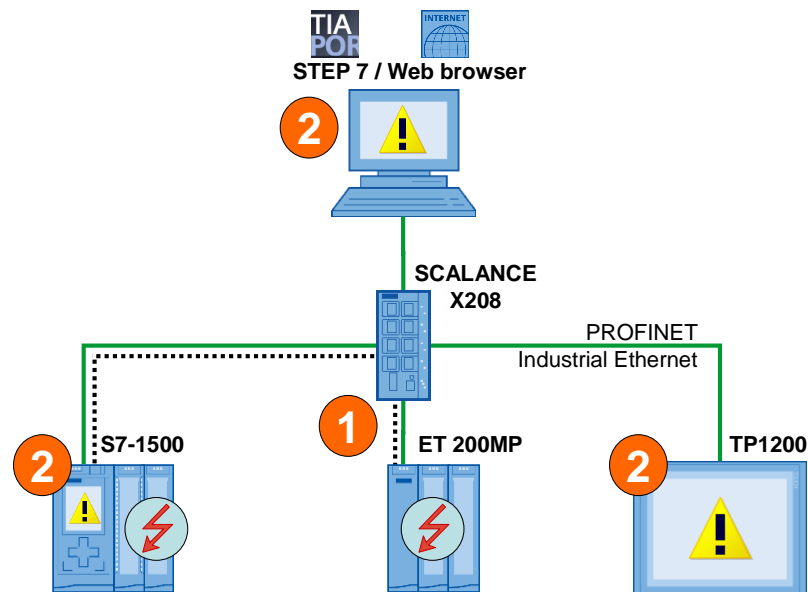 TIA
POR
INTERNET
STEP 7 / Web browser
2
SCALANCE
X208
PROFINET
Industrial Ethernet
1
S7-1500
ET 200MP
TP1200
2
2